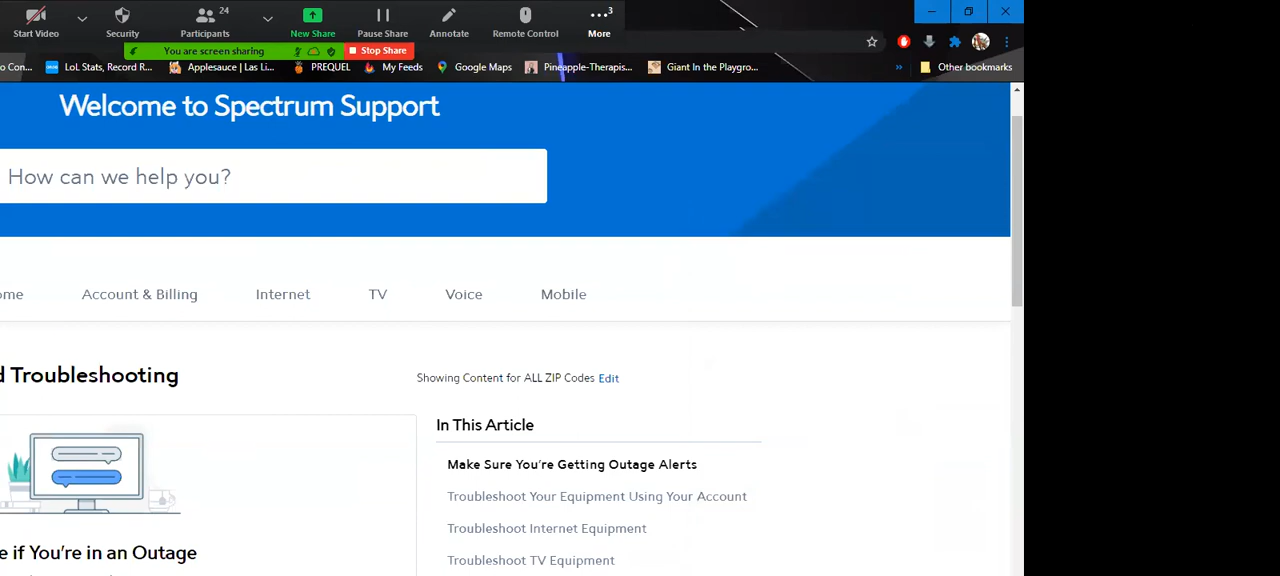 24
3
Start Video
Security
Participants
New Share
Pause Share
Annotate
Remote Control
More
You are screen sharing
Stop Share
o Con...
LoL Stats, Record R...
Applesauce | Las Li...
PREQUEL
My Feeds
Google Maps
Pineapple-Therapis...
Giant In the Playgro...
»
Other bookmarks
Welcome to Spectrum Support
How can we help you?
ome
Account & Billing
Internet
TV
Voice
Mobile
d Troubleshooting
Showing Content for ALL ZIP Codes Edit
In This Article
Make Sure You're Getting Outage Alerts
Troubleshoot Your Equipment Using Your Account
Troubleshoot Internet Equipment
e if You're in an Outage
Troubleshoot TV Equipment